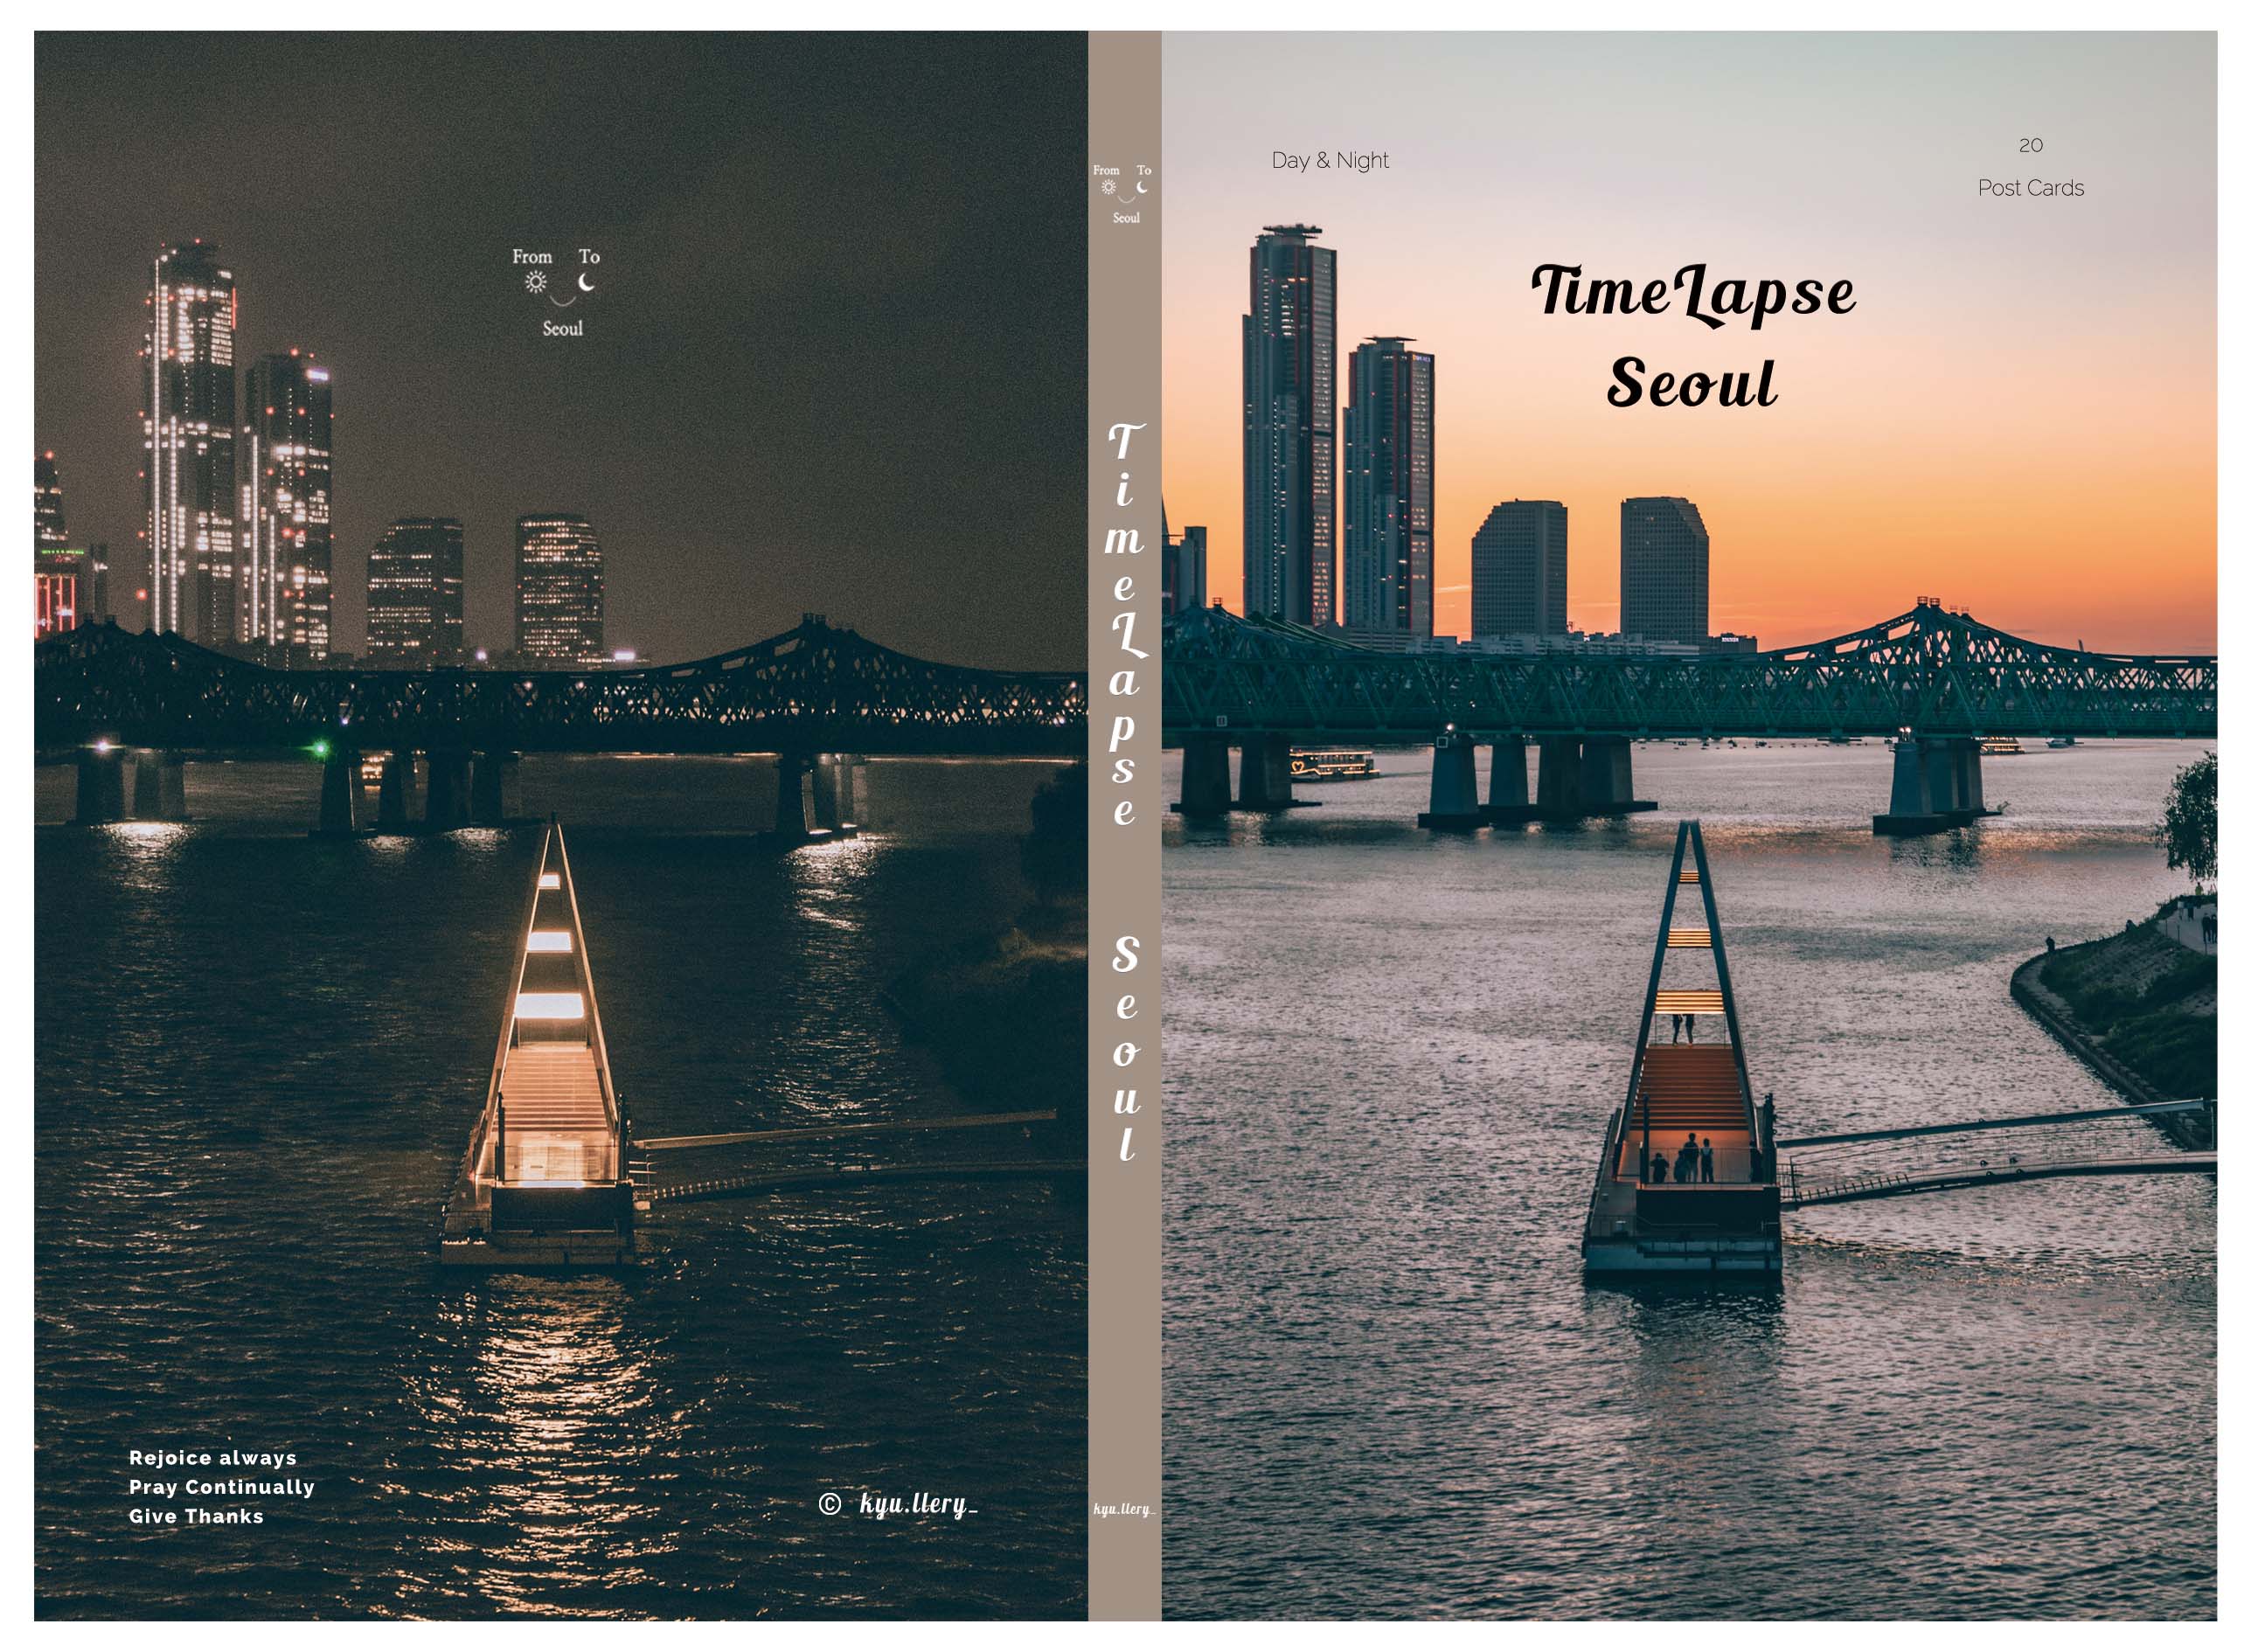 From To
Seoul
Rejoice always
Pray Continually
Give Thanks
© kyu.llery_
From To
Seoul
TimeLapse Seoul
kyu.llery_
Day & Night
20
Post Cards
TimeLapse
Seoul